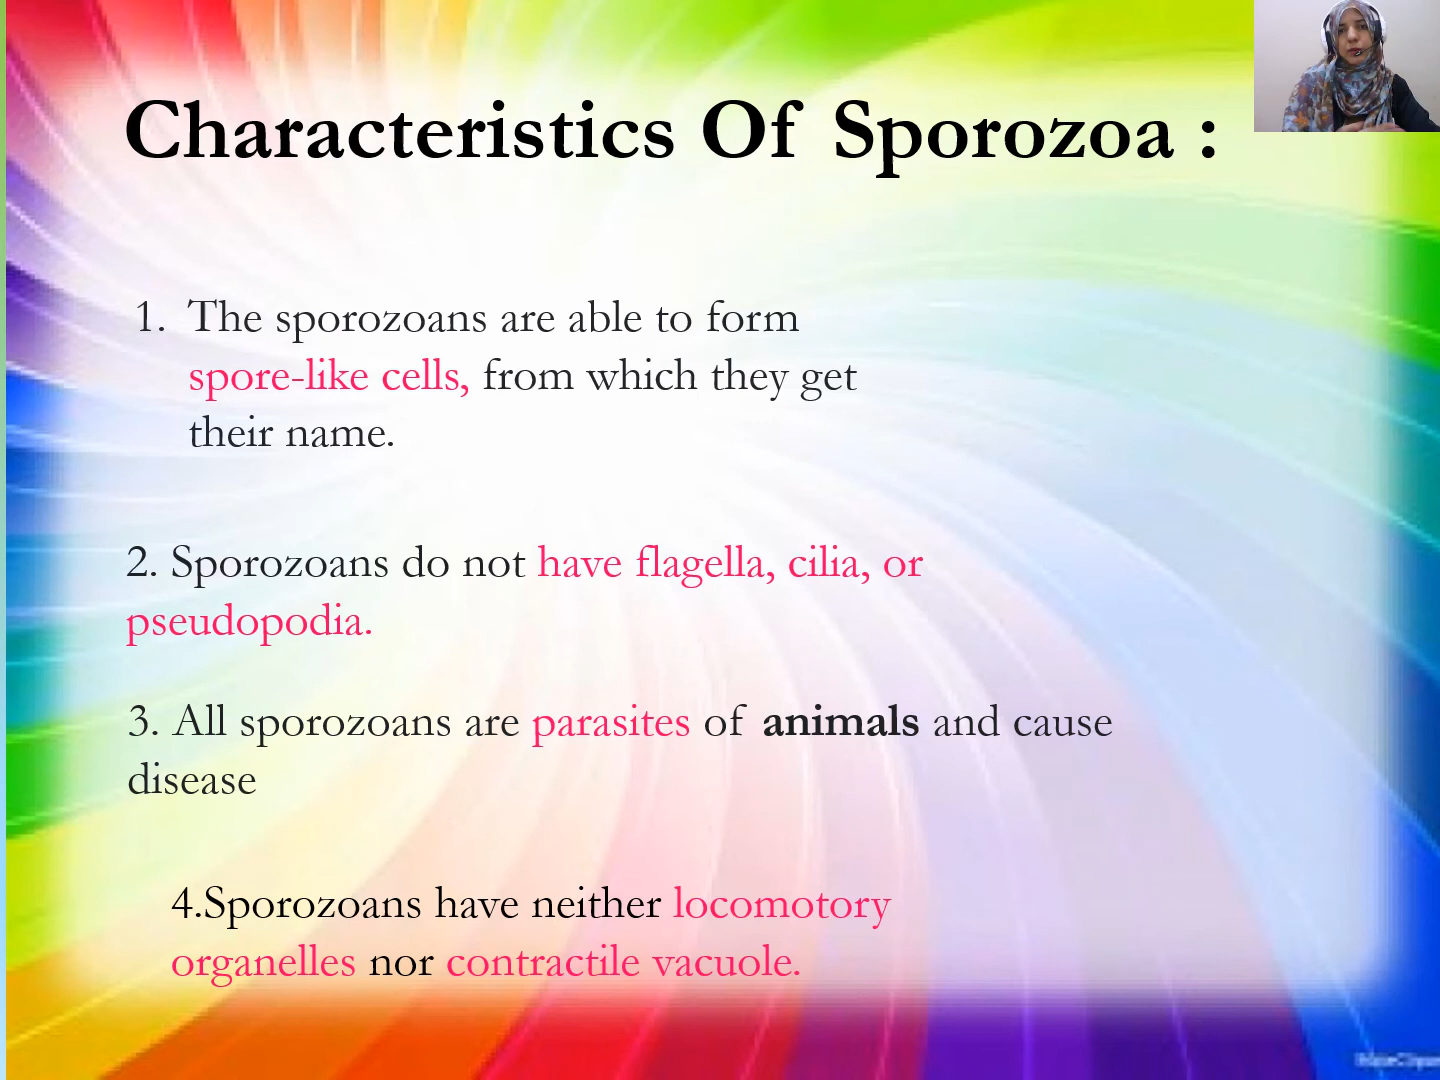 Characteristics Of Sporozoa :
1. The sporozoans are able to form
spore-like cells, from which they get
their name.
2. Sporozoans do not have flagella, cilia, or
pseudopodia.
3. All sporozoans are parasites of animals and cause
disease
4.Sporozoans have neither locomotory
organelles nor contractile vacuole.